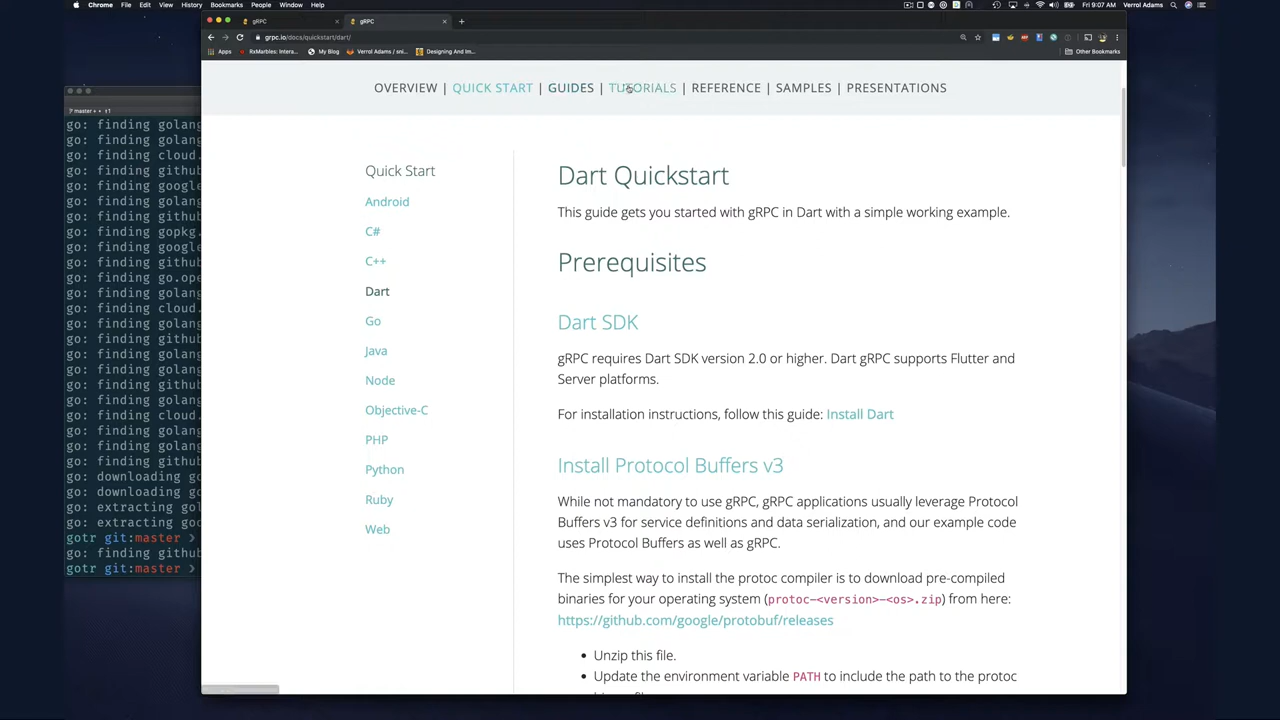 Chrome File Edit View History Bookmarks People Window Help
Fri 9:07 AM Verrol Adams
gRPC
gRPC
grpc.io/docs/quickstart/dart/
Apps RxMarbles: Intera... My Blog Verrol Adams / sni... Designing And Im...
Other Bookmarks
master
go: finding golang
go: finding golang
go: finding cloud.
go: finding github
go: finding google
go: finding golang
go: finding github
go: finding gopkg.
go: finding google
go: finding golang
go: finding go.ope
go: finding golang
go: finding cloud.
go: finding github
go: finding golang
go: finding github
go: finding golang
go: finding github
go: finding golang
go: finding cloud.
go: finding golang
go: finding golang
go: finding github
go: downloading go
go: downloading go
go: extracting goo
go: extracting goo
gotr git:master ❯
go: finding github
gotr git:master ❯
OVERVIEW | QUICK START | GUIDES | TUTORIALS | REFERENCE | SAMPLES | PRESENTATIONS
Quick Start
Android
C#
C++
Dart
Go
Java
Node
Objective-C
PHP
Python
Ruby
Web
Dart Quickstart
This guide gets you started with gRPC in Dart with a simple working example.
Prerequisites
Dart SDK
gRPC requires Dart SDK version 2.0 or higher. Dart gRPC supports Flutter and
Server platforms.
For installation instructions, follow this guide: Install Dart
Install Protocol Buffers v3
While not mandatory to use gRPC, gRPC applications usually leverage Protocol
Buffers v3 for service definitions and data serialization, and our example code
uses Protocol Buffers as well as gRPC.
The simplest way to install the protoc compiler is to download pre-compiled
binaries for your operating system (protoc-<version>-<os>.zip) from here:
https://github.com/google/protobuf/releases
• Unzip this file.
• Update the environment variable PATH to include the path to the protoc